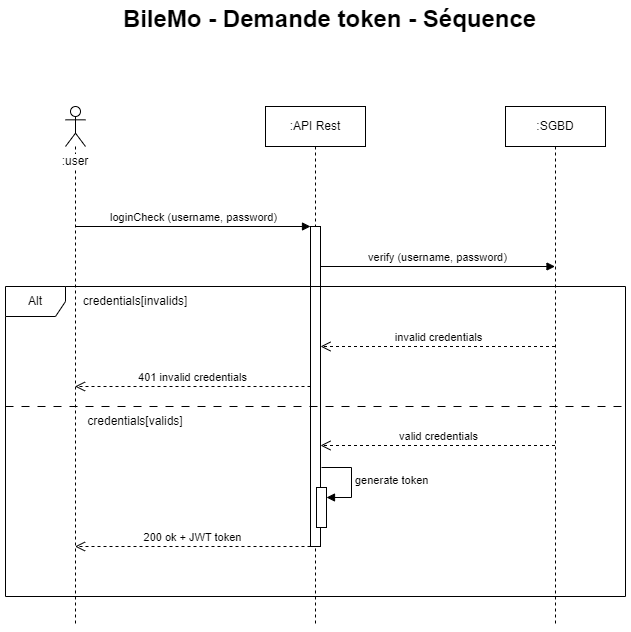 BileMo - Demande token - Séquence
:API Rest
:SGBD
:user
loginCheck (username, password)
verify (username, password)
Alt
credentials[invalids]
invalid credentials
401 invalid credentials
credentials[valids]
valid credentials
generate token
200 ok + JWT token